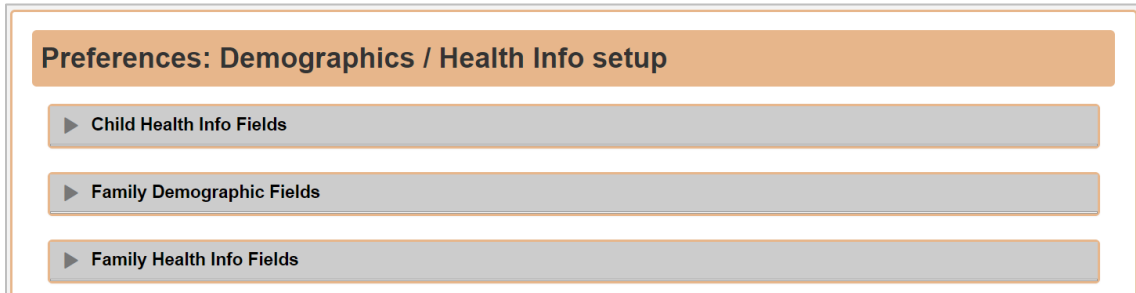 Preferences: Demographics / Health Info setup
Child Health Info Fields
Family Demographic Fields
Family Health Info Fields